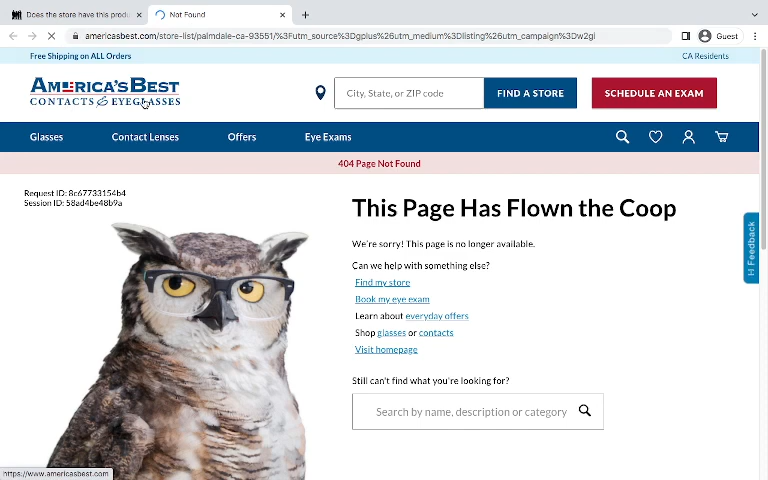 Does the store have this produ
Not Found
americasbest.com/store-list/palmdale-ca-93551/%3Futm_source%3Dgplus%26utm_medium%3Dlisting%26utm_campaign%3Dw2gl
Guest
Free Shipping on ALL Orders
CA Residents
AMERICA'S BEST
CONTACTS & EYEGLASSES
City, State, or ZIP code
FIND A STORE
SCHEDULE AN EXAM
Glasses
Contact Lenses
Offers
Eye Exams
404 Page Not Found
Request ID: 8c67733154b4
Session ID: 58ad4be48b9a
This Page Has Flown the Coop
We're sorry! This page is no longer available.
Can we help with something else?
Find my store
Book my eye exam
Learn about everyday offers
Shop glasses or contacts
Visit homepage
Still can't find what you're looking for?
Search by name, description or category
Feedback
https://www.americasbest.com